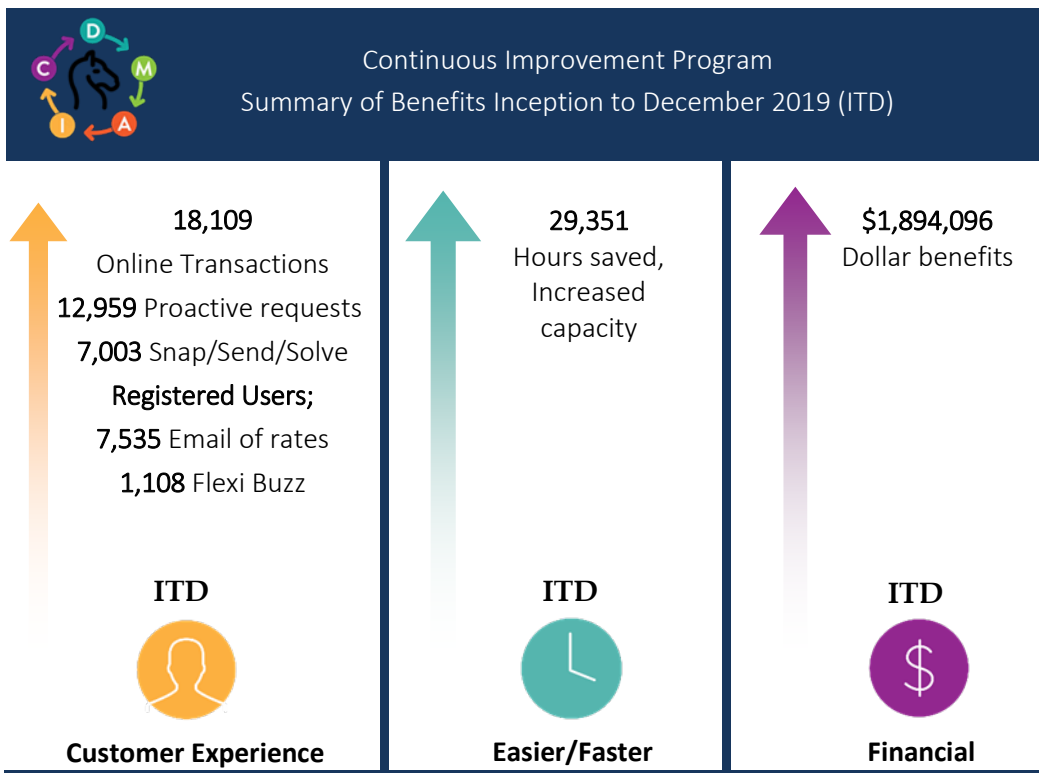 D
M
A
I
C
Continuous Improvement Program
Summary of Benefits Inception to December 2019 (ITD)
18,109
Online Transactions
12,959 Proactive requests
7,003 Snap/Send/Solve
Registered Users;
7,535 Email of rates
1,108 Flexi Buzz
ITD
Customer Experience
29,351
Hours saved,
Increased
capacity
ITD
Easier/Faster
$1,894,096
Dollar benefits
ITD
$
Financial